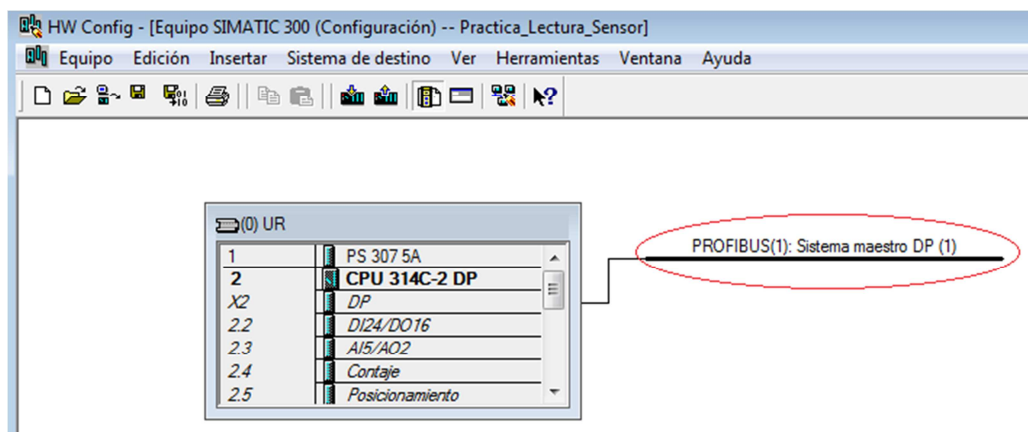 HW Config - [Equipo SIMATIC 300 (Configuración) -- Practica_Lectura_Sensor]
Equipo Edición Insertar Sistema de destino Ver Herramientas Ventana Ayuda
(0) UR
1 PS 307 5A
2 CPU 314C-2 DP
X2 DP
2.2 DI24/DO16
2.3 AI5/AO2
2.4 Contaje
2.5 Posicionamiento
PROFIBUS(1): Sistema maestro DP (1)